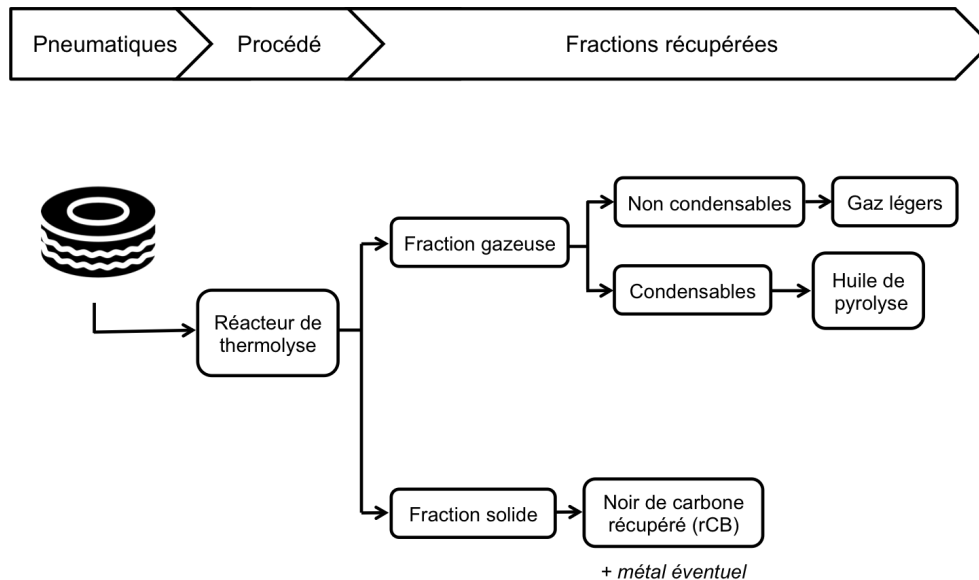 Pneumatiques
Procédé
Fractions récupérées
Non condensables
Gaz légers
Fraction gazeuse
Condensables
Huile de
pyrolyse
Réacteur de
thermolyse
Fraction solide
Noir de carbone
récupéré (rCB)
+ métal éventuel